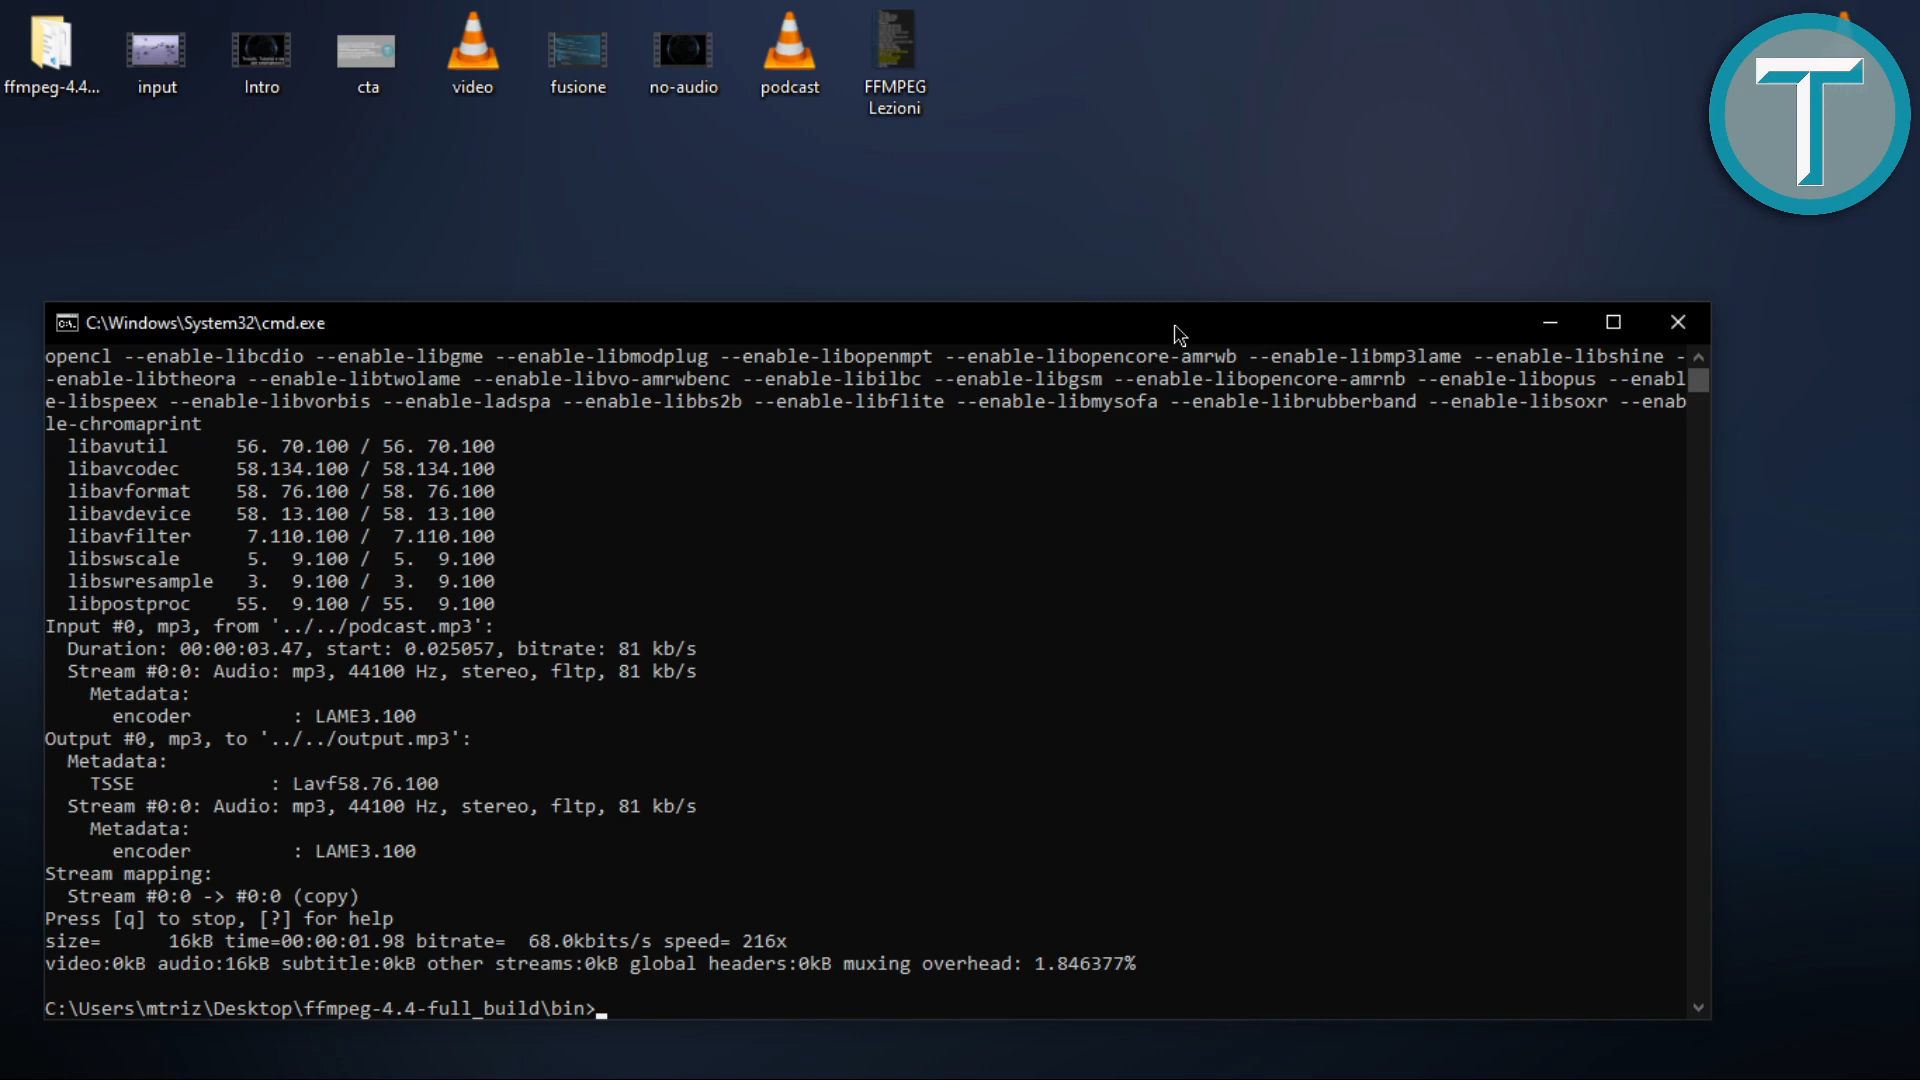 ffmpeg-4.4...
input
Intro
cta
video
fusione
no-audio
podcast
FFMPEG
Lezioni
T
C:\Windows\System32\cmd.exe
opencl --enable-libcdio --enable-libgme --enable-libmodplug --enable-libopenmpt --enable-libopencore-amrwb --enable-libmp3lame --enable-libshine -
-enable-libtheora --enable-libtwolame --enable-libvo-amrwbenc --enable-libilbc --enable-libgsm --enable-libopencore-amrnb --enable-libopus --enabl
e-libspeex --enable-libvorbis --enable-ladspa --enable-libbs2b --enable-libflite --enable-libmysofa --enable-librubberband --enable-libsoxr --enab
le-chromaprint
  libavutil      56. 70.100 / 56. 70.100
  libavcodec     58.134.100 / 58.134.100
  libavformat    58. 76.100 / 58. 76.100
  libavdevice    58. 13.100 / 58. 13.100
  libavfilter     7.110.100 /  7.110.100
  libswscale      5.  9.100 /  5.  9.100
  libswresample   3.  9.100 /  3.  9.100
  libpostproc    55.  9.100 / 55.  9.100
Input #0, mp3, from '../../podcast.mp3':
  Duration: 00:00:03.47, start: 0.025057, bitrate: 81 kb/s
  Stream #0:0: Audio: mp3, 44100 Hz, stereo, fltp, 81 kb/s
    Metadata:
      encoder         : LAME3.100
Output #0, mp3, to '../../output.mp3':
  Metadata:
    TSSE            : Lavf58.76.100
  Stream #0:0: Audio: mp3, 44100 Hz, stereo, fltp, 81 kb/s
    Metadata:
      encoder         : LAME3.100
Stream mapping:
  Stream #0:0 -> #0:0 (copy)
Press [q] to stop, [?] for help
size=      16kB time=00:00:01.98 bitrate=  68.0kbits/s speed= 216x
video:0kB audio:16kB subtitle:0kB other streams:0kB global headers:0kB muxing overhead: 1.846377%
C:\Users\mtriz\Desktop\ffmpeg-4.4-full_build\bin>